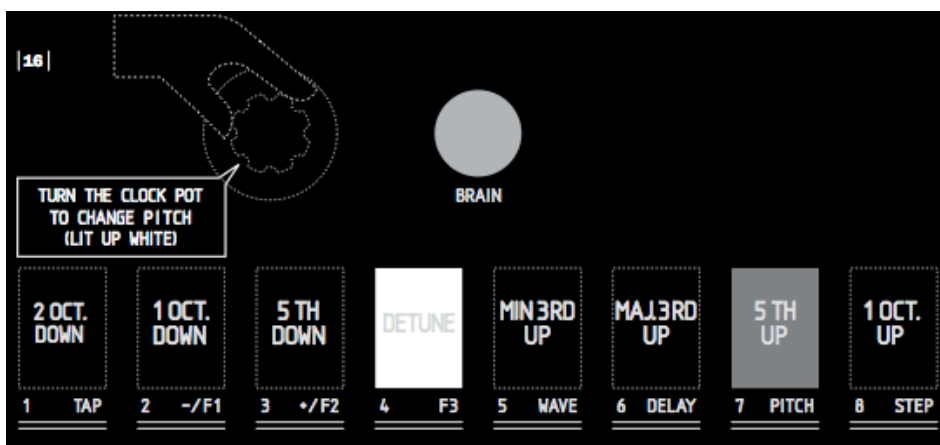 |16|
BRAIN
TURN THE CLOCK POT
TO CHANGE PITCH
(LIT UP WHITE)
2 OCT.
DOWN
1 OCT.
DOWN
5 TH
DOWN
DETUNE
MIN 3RD
UP
MAJ.3RD
UP
5 TH
UP
1 OCT.
UP
1 TAP
2 -/F1
3 +/F2
4 F3
5 WAVE
6 DELAY
7 PITCH
8 STEP